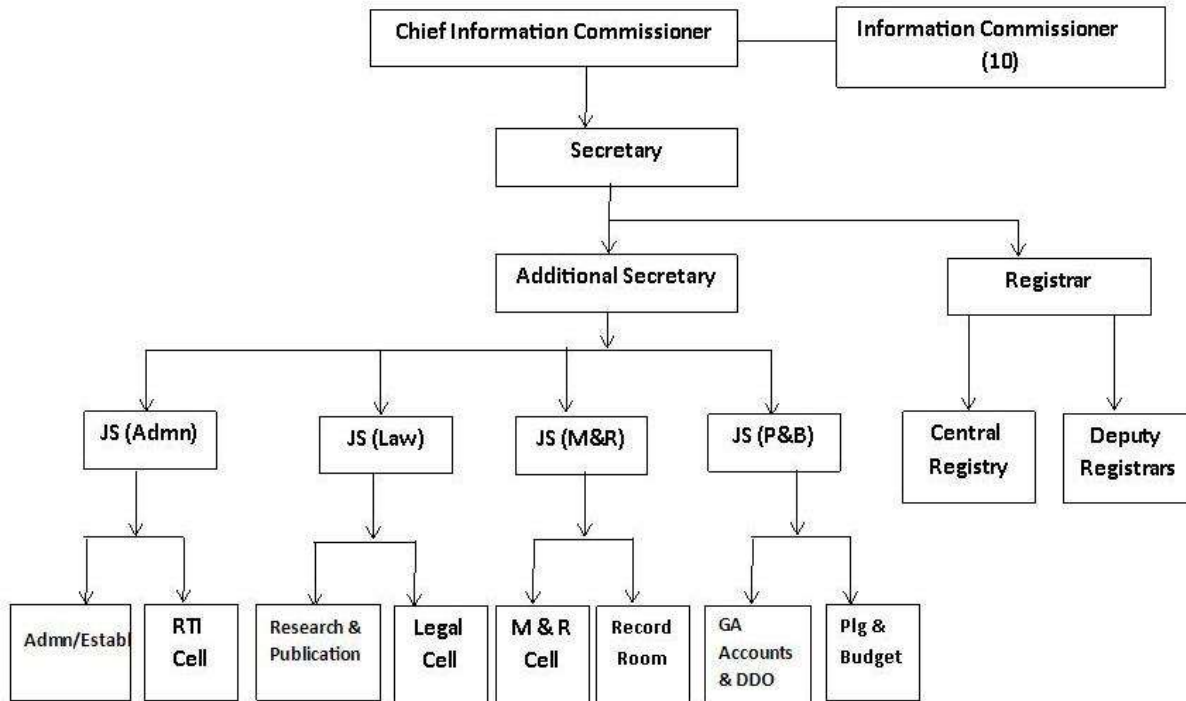 Chief Information Commissioner
Information Commissioner
(10)
Secretary
Additional Secretary
Registrar
JS (Admn)
JS (Law)
JS (M&R)
JS (P&B)
Central
Registry
Deputy
Registrars
Admn/Establ
RTI
Cell
Research &
Publication
Legal
Cell
M & R
Cell
Record
Room
GA
Accounts
& DDO
Plg &
Budget